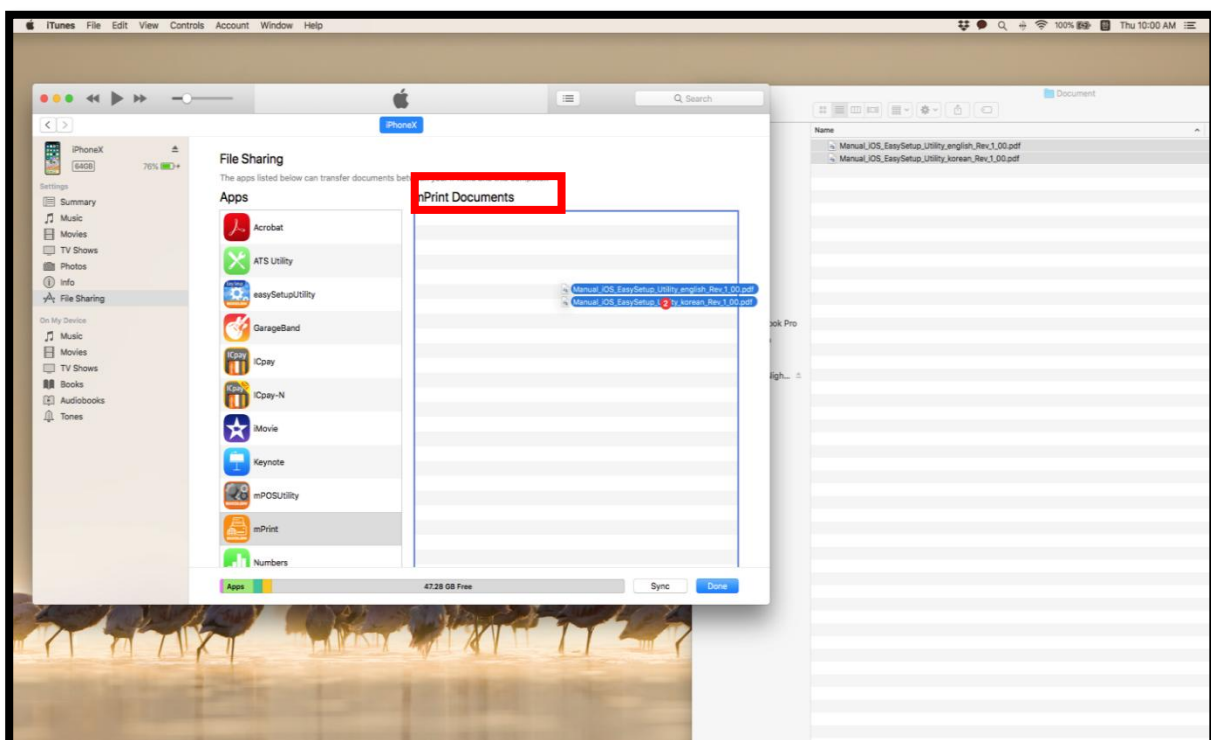 iTunes File Edit View Controls Account Window Help
100% Thu 10:00 AM
Search
iPhoneX
Document
Name
Manual_iOS_EasySetup_Utility_english_Rev_1_00.pdf
Manual_iOS_EasySetup_Utility_korean_Rev_1_00.pdf
iPhoneX
64GB 76%
Settings
Summary
Music
Movies
TV Shows
Photos
Info
File Sharing
On My Device
Music
Movies
TV Shows
Books
Audiobooks
Tones
File Sharing
The apps listed below can transfer documents
Apps
mPrint Documents
Acrobat
ATS Utility
easySetupUtility
GarageBand
ICpay
ICpay-N
iMovie
Keynote
mPOSUtility
mPrint
Numbers
Manual_iOS_EasySetup_Utility_english_Rev_1_00.pdf
Manual_iOS_EasySetup_Utility_korean_Rev_1_00.pdf
2
ook Pro
Apps
47.28 GB Free
Sync
Done